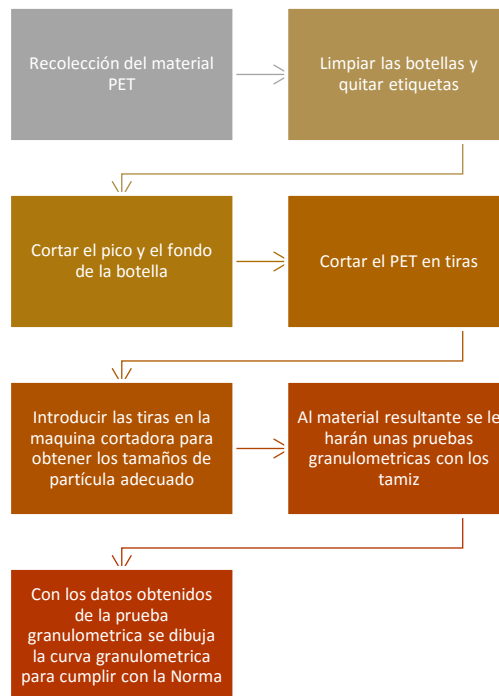 Recolección del material
PET
Limpiar las botellas y
quitar etiquetas
Cortar el pico y el fondo
de la botella
Cortar el PET en tiras
Introducir las tiras en la
maquina cortadora para
obtener los tamaños de
partícula adecuado
Al material resultante se le
harán unas pruebas
granulometricas con los
tamiz
Con los datos obtenidos
de la prueba
granulometrica se dibuja
la curva granulometrica
para cumplir con la Norma